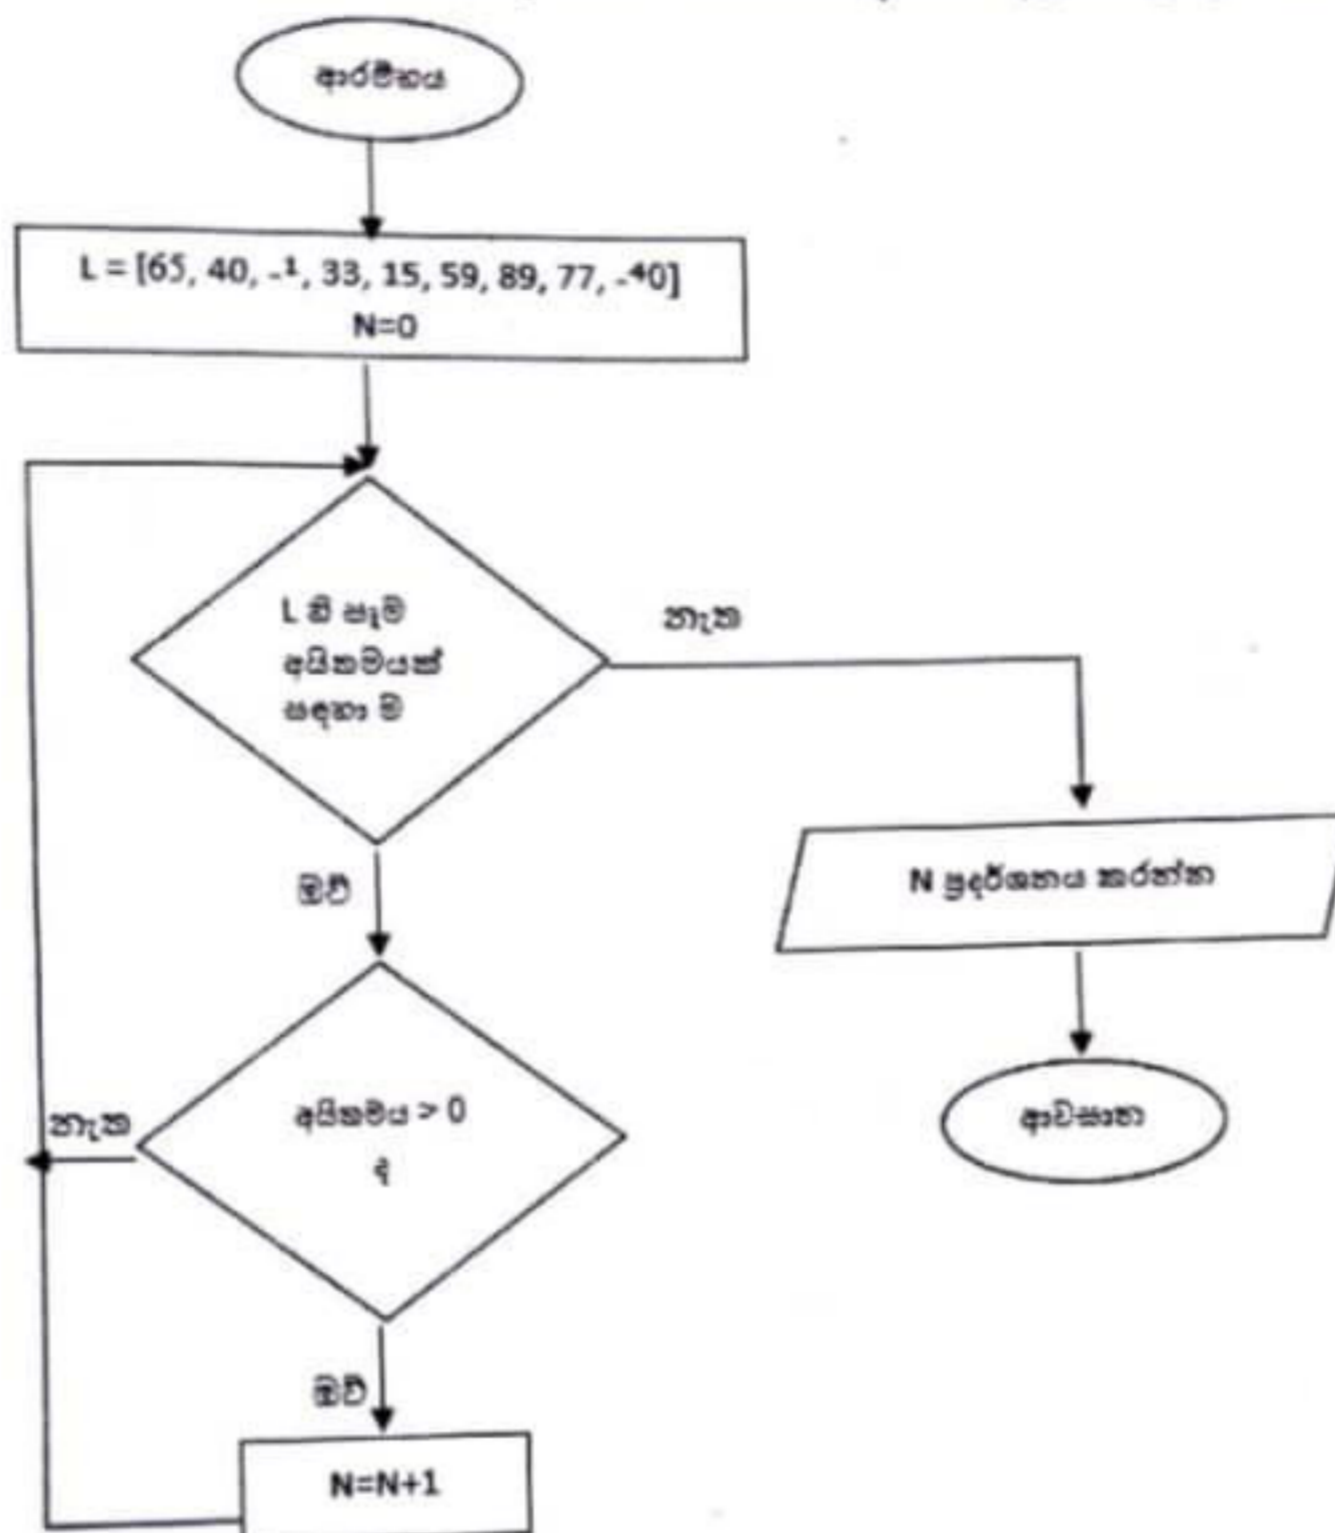 ආරම්භය
L = [65, 40, -1, 33, 15, 59, 89, 77, -40]
N=0
L හි සෑම
අයිතමයක්
සඳහා ම
නැත
ඔව්
N ප්‍රදර්ශනය කරන්න
අයිතමය > 0
ද
නැත
ආවසාන
ඔව්
N=N+1